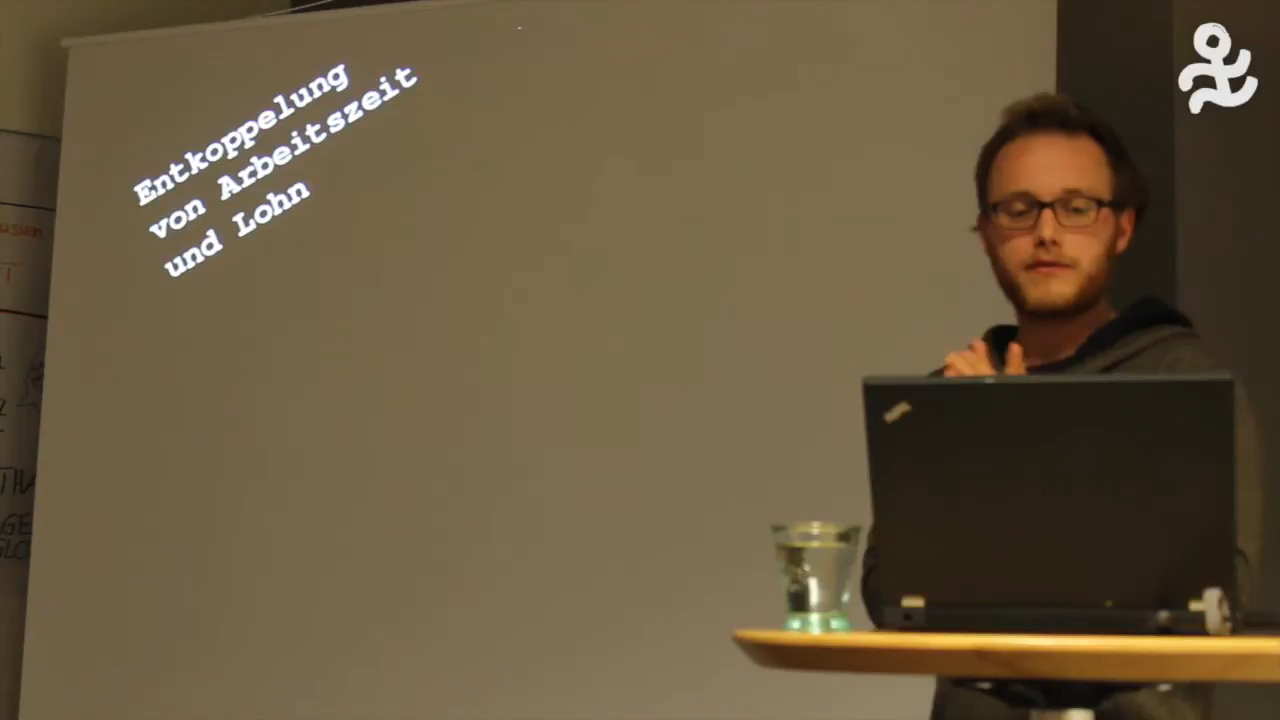 Entkoppelung
von Arbeitszeit
und Lohn